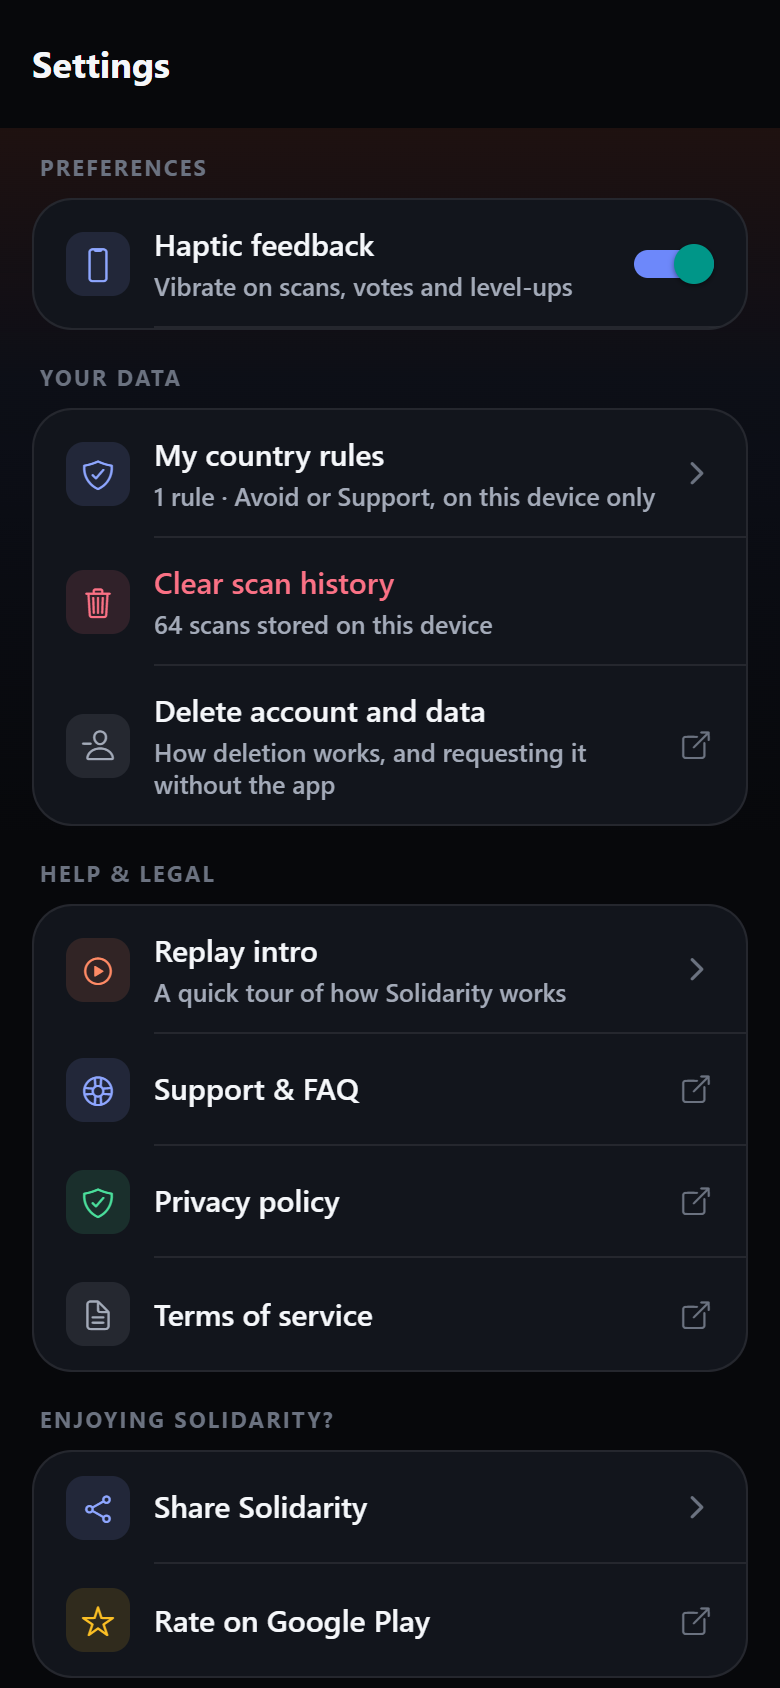 Settings
PREFERENCES
Haptic feedback
Vibrate on scans, votes and level-ups
YOUR DATA
My country rules
1 rule · Avoid or Support, on this device only
Clear scan history
64 scans stored on this device
Delete account and data
How deletion works, and requesting it
without the app
HELP & LEGAL
Replay intro
A quick tour of how Solidarity works
Support & FAQ
Privacy policy
Terms of service
ENJOYING SOLIDARITY?
Share Solidarity
Rate on Google Play